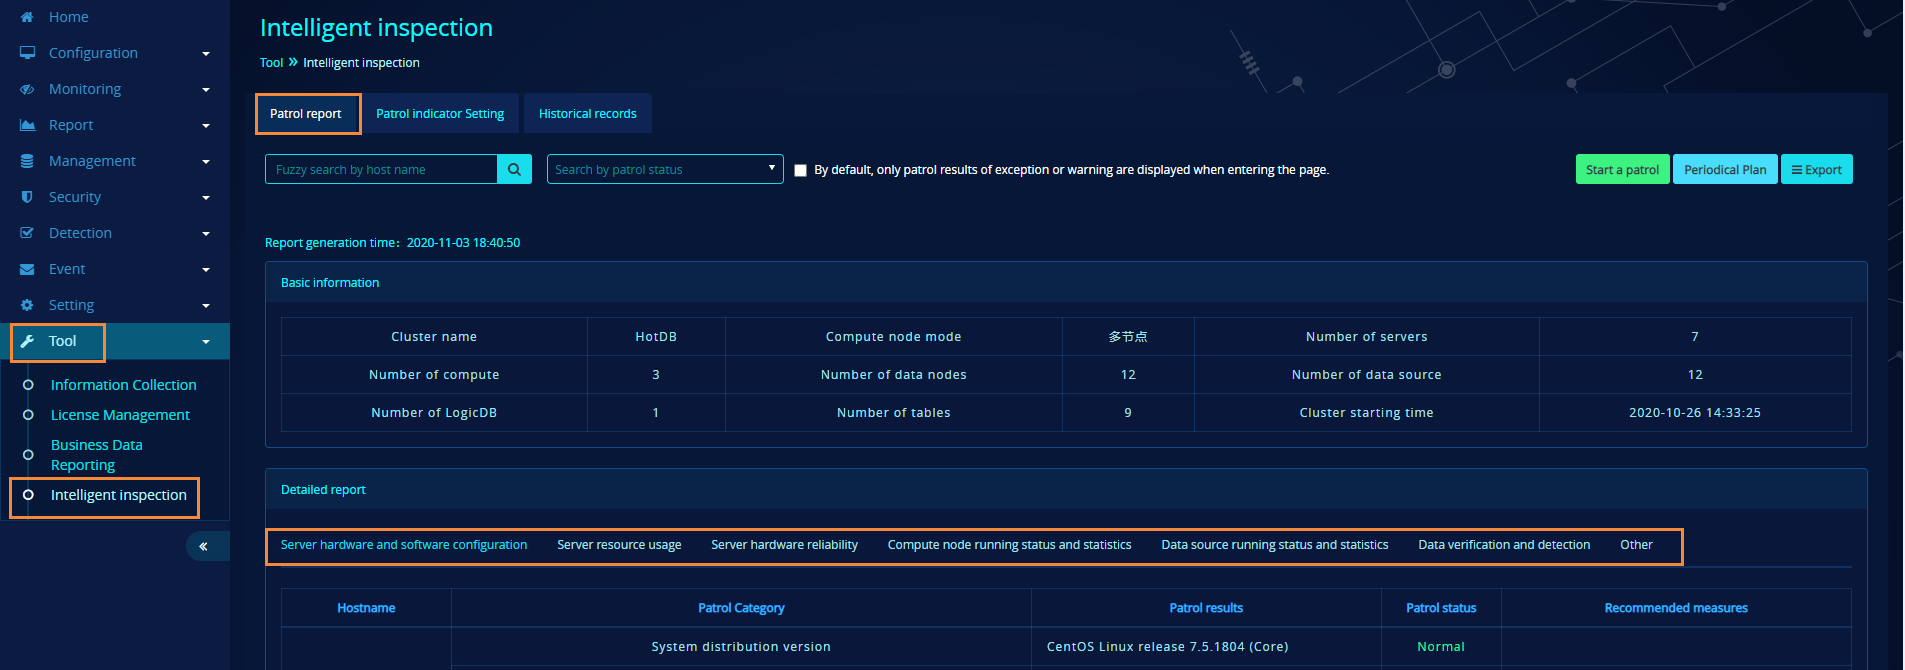 Home
Configuration
Monitoring
Report
Management
Security
Detection
Event
Setting
Tool
Information Collection
License Management
Business Data
Reporting
Intelligent inspection
Intelligent inspection
Tool » Intelligent inspection
Patrol report Patrol indicator Setting Historical records
Fuzzy search by host name Search by patrol status By default, only patrol results of exception or warning are displayed when entering the page. Start a patrol Periodical Plan Export
Report generation time：2020-11-03 18:40:50
Basic information
Cluster name HotDB Compute node mode 多节点 Number of servers 7
Number of compute 3 Number of data nodes 12 Number of data source 12
Number of LogicDB 1 Number of tables 9 Cluster starting time 2020-10-26 14:33:25
Detailed report
Server hardware and software configuration Server resource usage Server hardware reliability Compute node running status and statistics Data source running status and statistics Data verification and detection Other
Hostname Patrol Category Patrol results Patrol status Recommended measures
System distribution version CentOS Linux release 7.5.1804 (Core) Normal